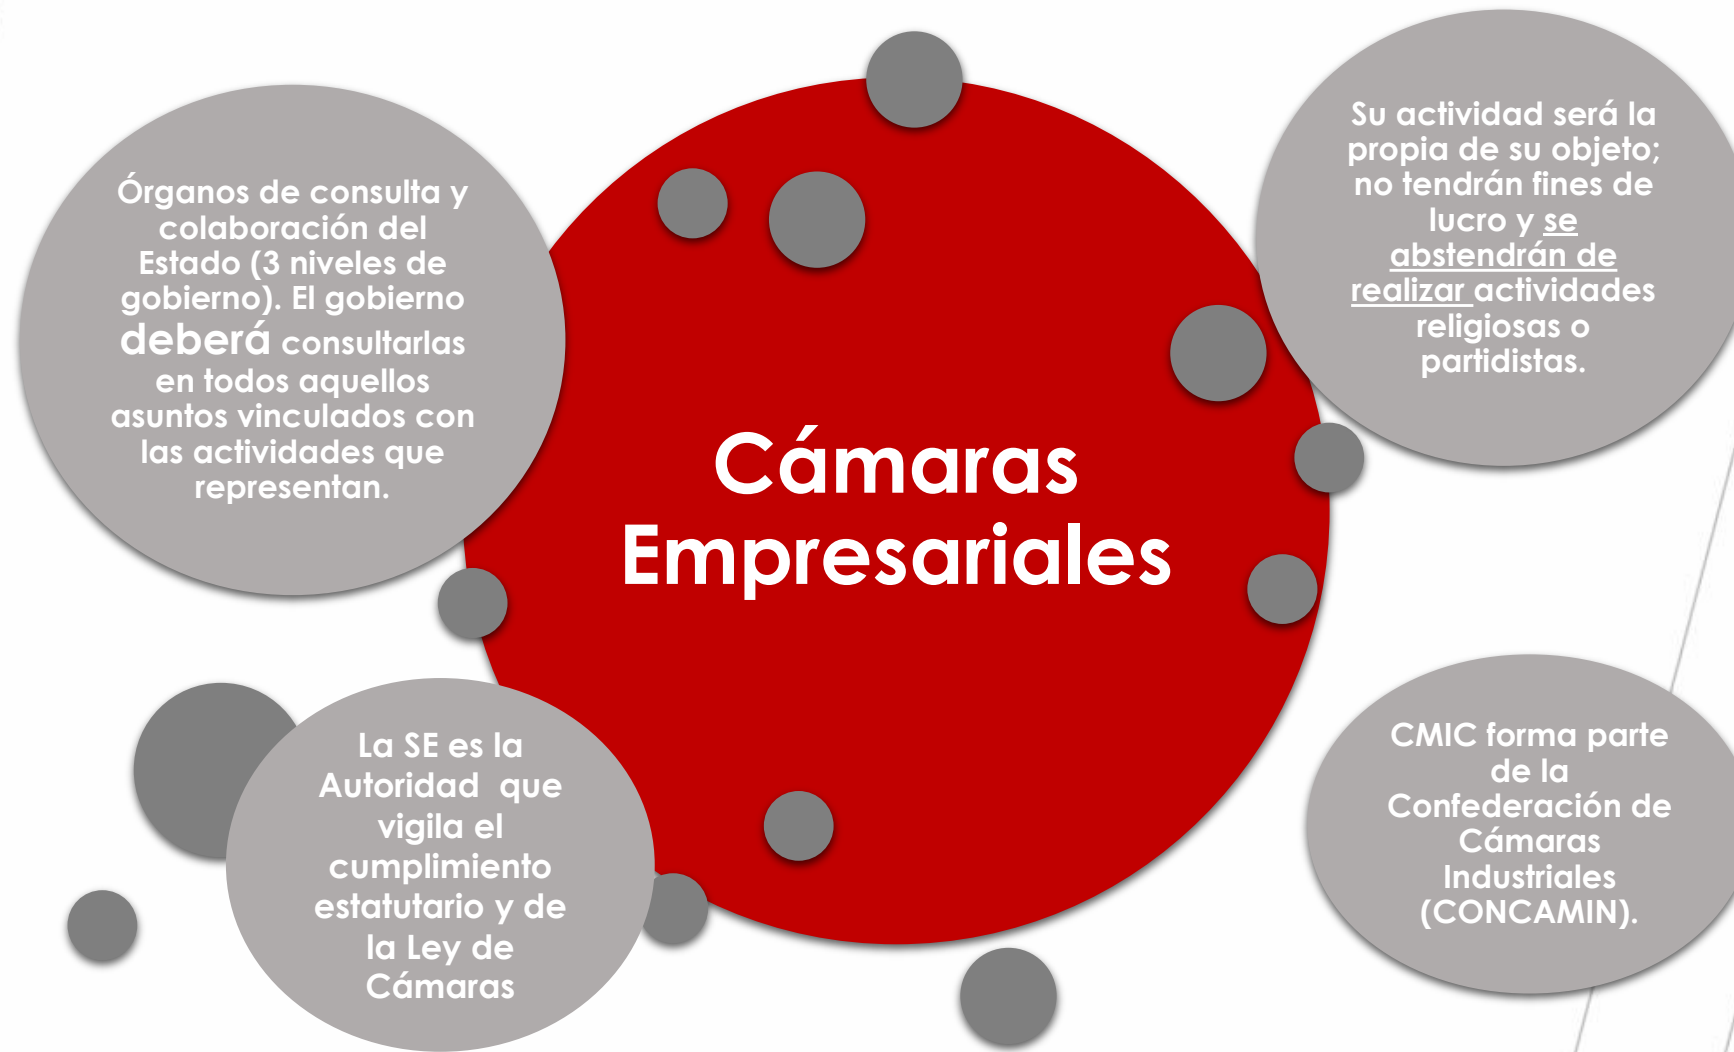 Órganos de consulta y
colaboración del
Estado (3 niveles de
gobierno). El gobierno
deberá consultarlas
en todos aquellos
asuntos vinculados con
las actividades que
representan.
Su actividad será la
propia de su objeto;
no tendrán fines de
lucro y se
abstendrán de
realizar actividades
religiosas o
partidistas.
Cámaras
Empresariales
La SE es la
Autoridad que
vigila el
cumplimiento
estatutario y de
la Ley de
Cámaras
CMIC forma parte
de la
Confederación de
Cámaras
Industriales
(CONCAMIN).